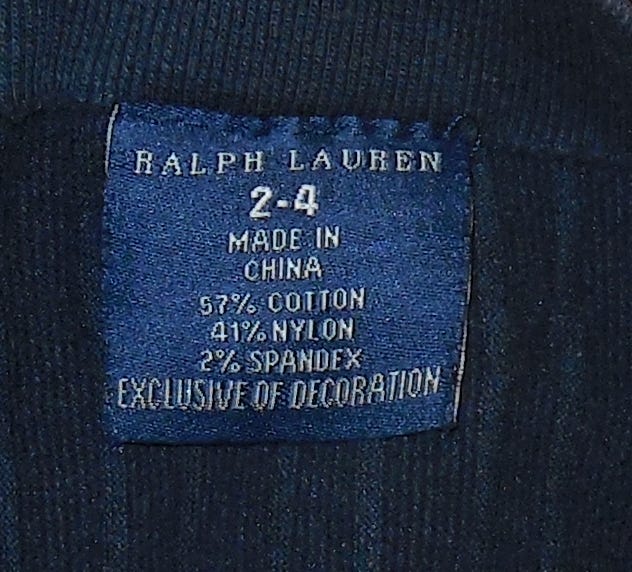 RALPH LAUREN
2-4
MADE IN
CHINA
57% COTTON
41% NYLON
2% SPANDEX
EXCLUSIVE OF DECORATION